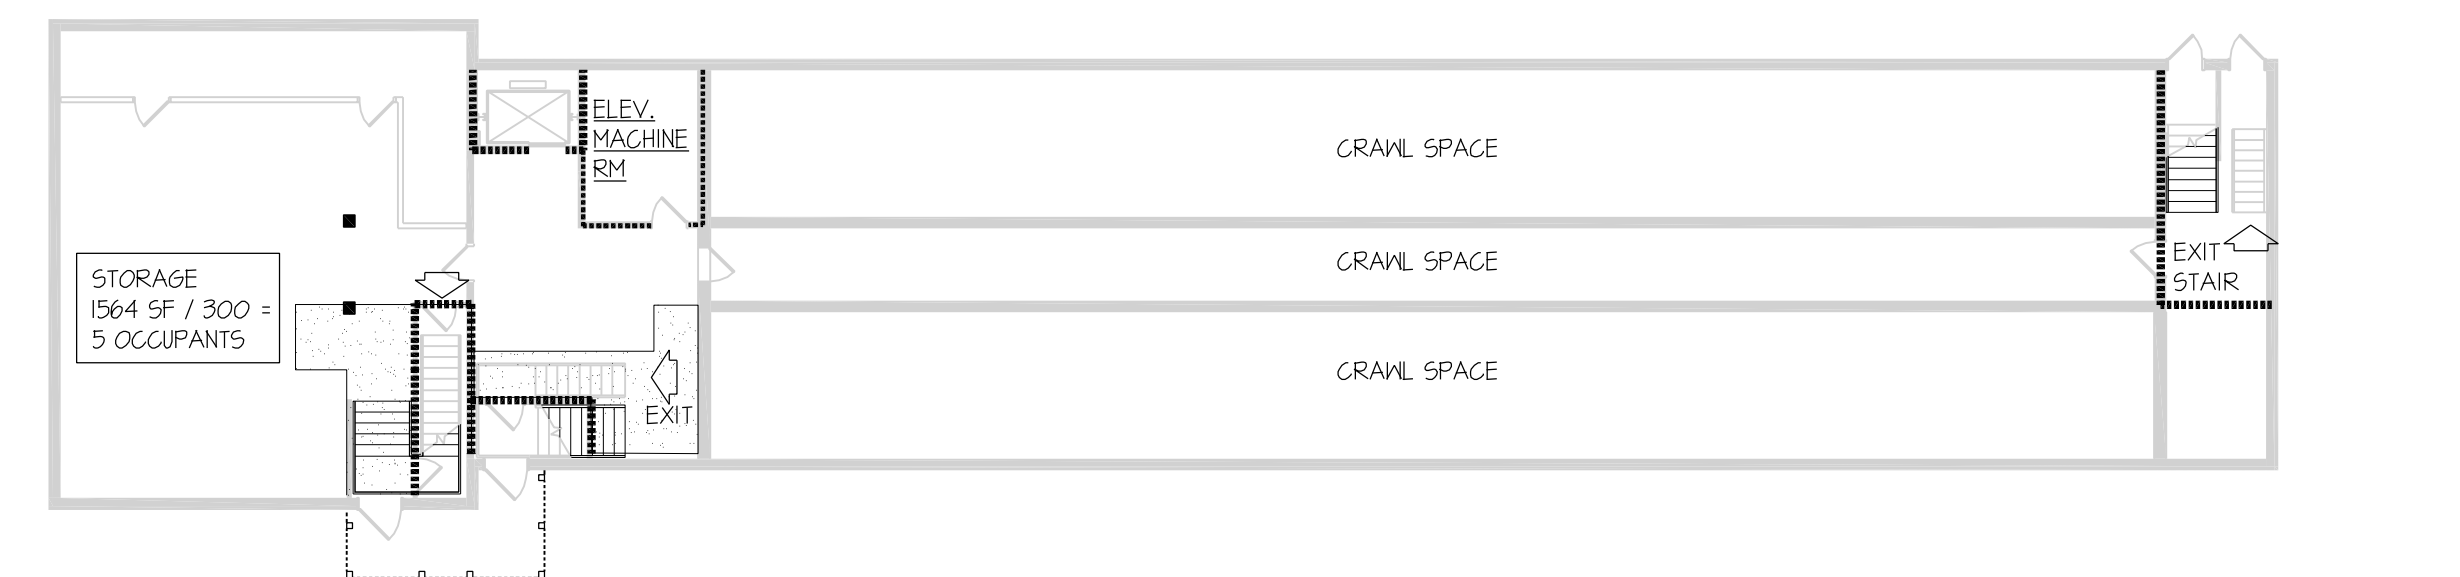 ELEV.
MACHINE
RM
CRAWL SPACE
CRAWL SPACE
EXIT
STAIR
STORAGE
1564 SF / 300 =
5 OCCUPANTS
CRAWL SPACE
EXIT